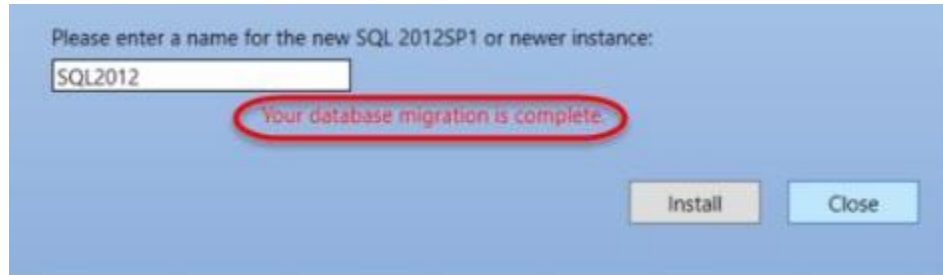 Please enter a name for the new SQL 2012SP1 or newer instance:
SQL2012
Your database migration is complete.
Install Close